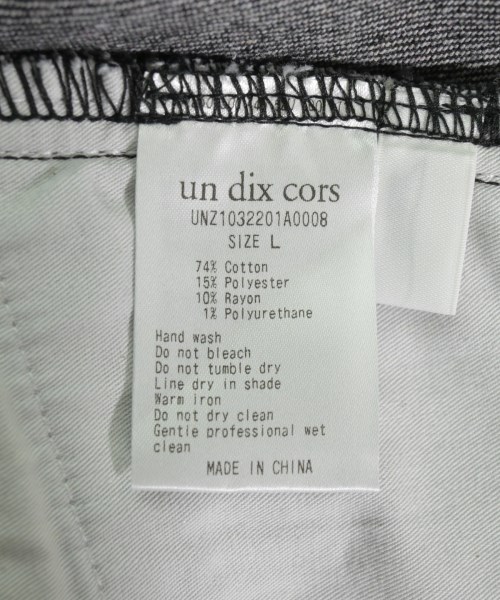 un dix cors
UNZ1032201A0008
SIZE L
74% Cotton
15% Polyester
10% Rayon
1% Polyurethane
Hand wash
Do not bleach
Do not tumble dry
Line dry in shade
Warm iron
Do not dry clean
Gentle professional wet
clean
MADE IN CHINA